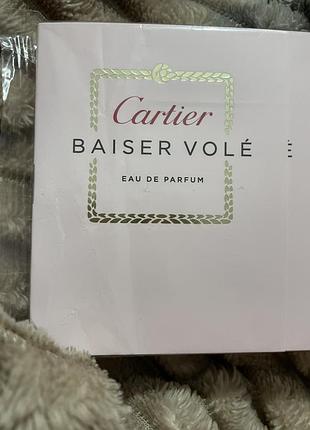 Cartier
BAISER VOLÉ
EAU DE PARFUM